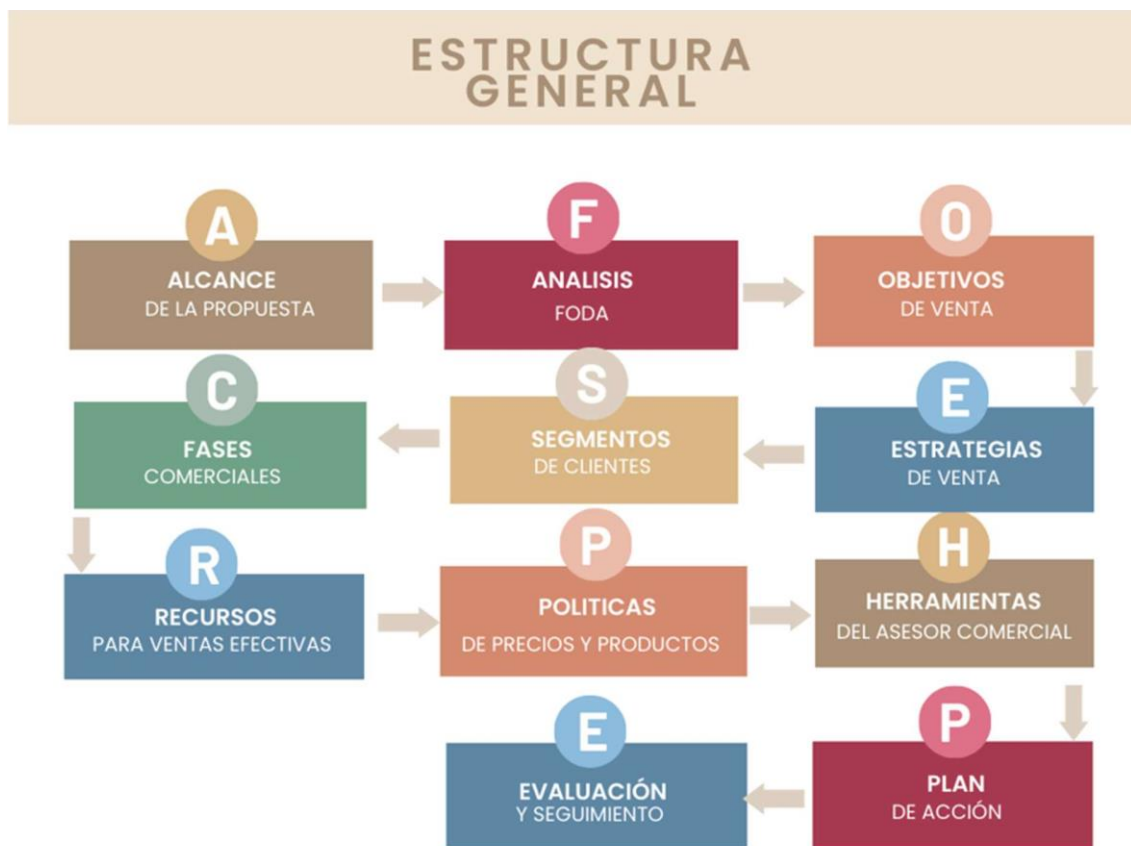 ESTRUCTURA
GENERAL
A
ALCANCE
DE LA PROPUESTA
F
ANALISIS
FODA
O
OBJETIVOS
DE VENTA
E
ESTRATEGIAS
DE VENTA
S
SEGMENTOS
DE CLIENTES
C
FASES
COMERCIALES
R
RECURSOS
PARA VENTAS EFECTIVAS
P
POLITICAS
DE PRECIOS Y PRODUCTOS
H
HERRAMIENTAS
DEL ASESOR COMERCIAL
P
PLAN
DE ACCIÓN
E
EVALUACIÓN
Y SEGUIMIENTO